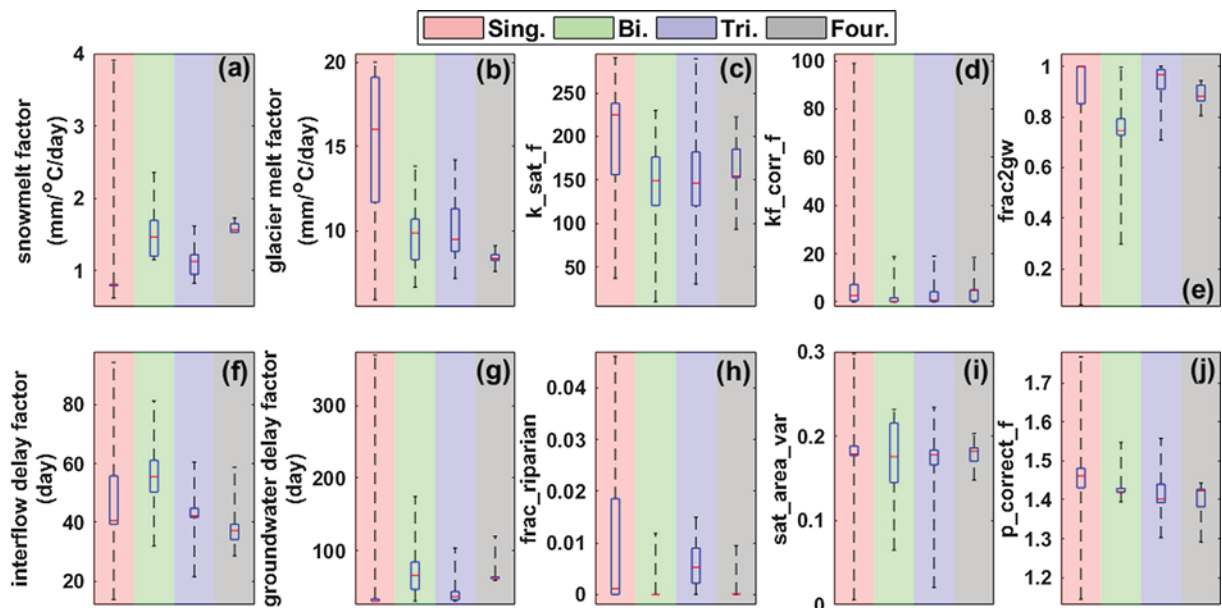 Sing. Bi. Tri. Four.
snowmelt factor
(mm/°C/day)
4
3
2
1
(a)
glacier melt factor
(mm/°C/day)
20
15
10
(b)
k_sat_f
250
200
150
100
50
(c)
kf_corr_f
100
80
60
40
20
0
(d)
frac2gw
1
0.8
0.6
0.4
0.2
(e)
interflow delay factor
(day)
80
60
40
20
(f)
groundwater delay factor
(day)
300
200
100
(g)
frac_riparian
0.04
0.03
0.02
0.01
0
(h)
sat_area_var
0.3
0.2
0.1
0
(i)
p_correct_f
1.7
1.6
1.5
1.4
1.3
1.2
(j)